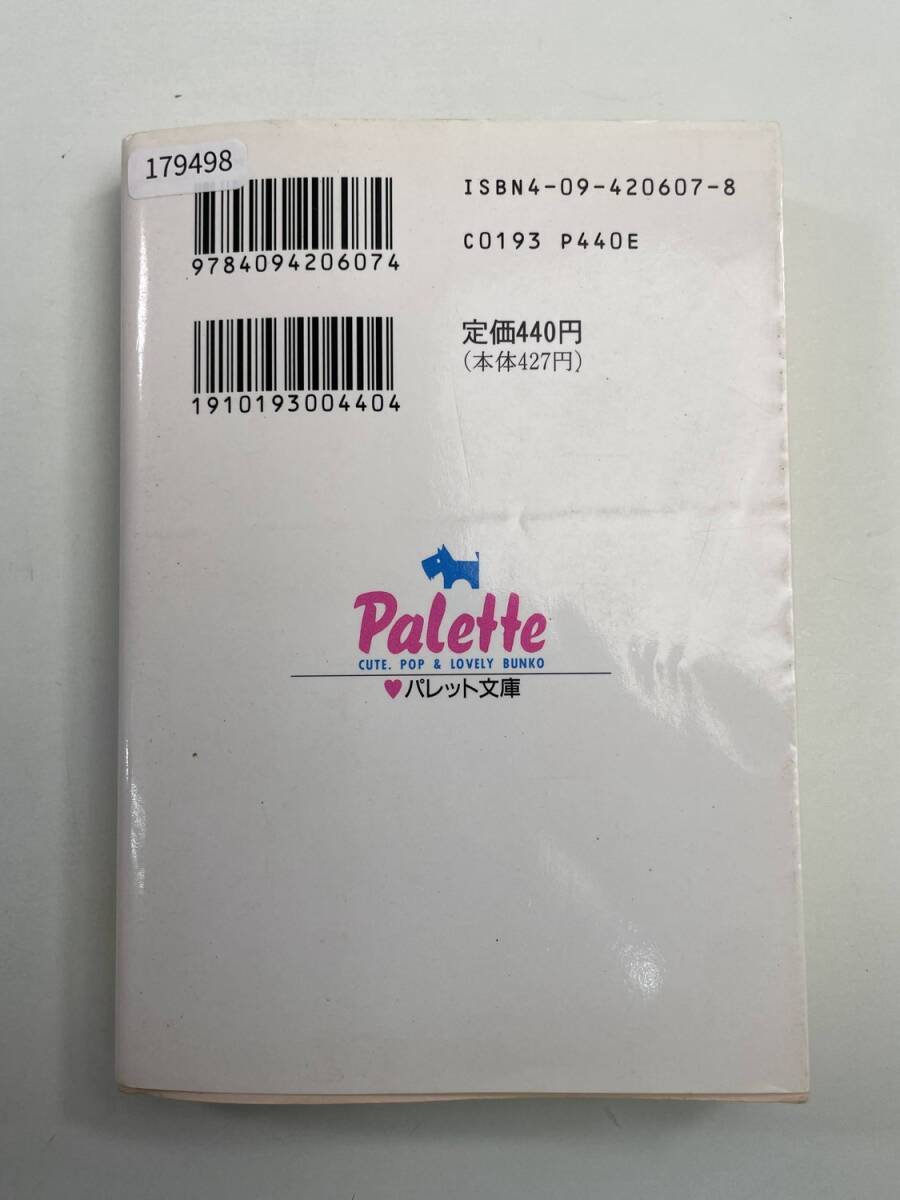 179498
ISBN4-09-420607-8
9784094206074
C0193 P440E
定価440円
(本体427円)
1910193004404
Palette
CUTE. POP & LOVELY BUNKO
♥パレット文庫